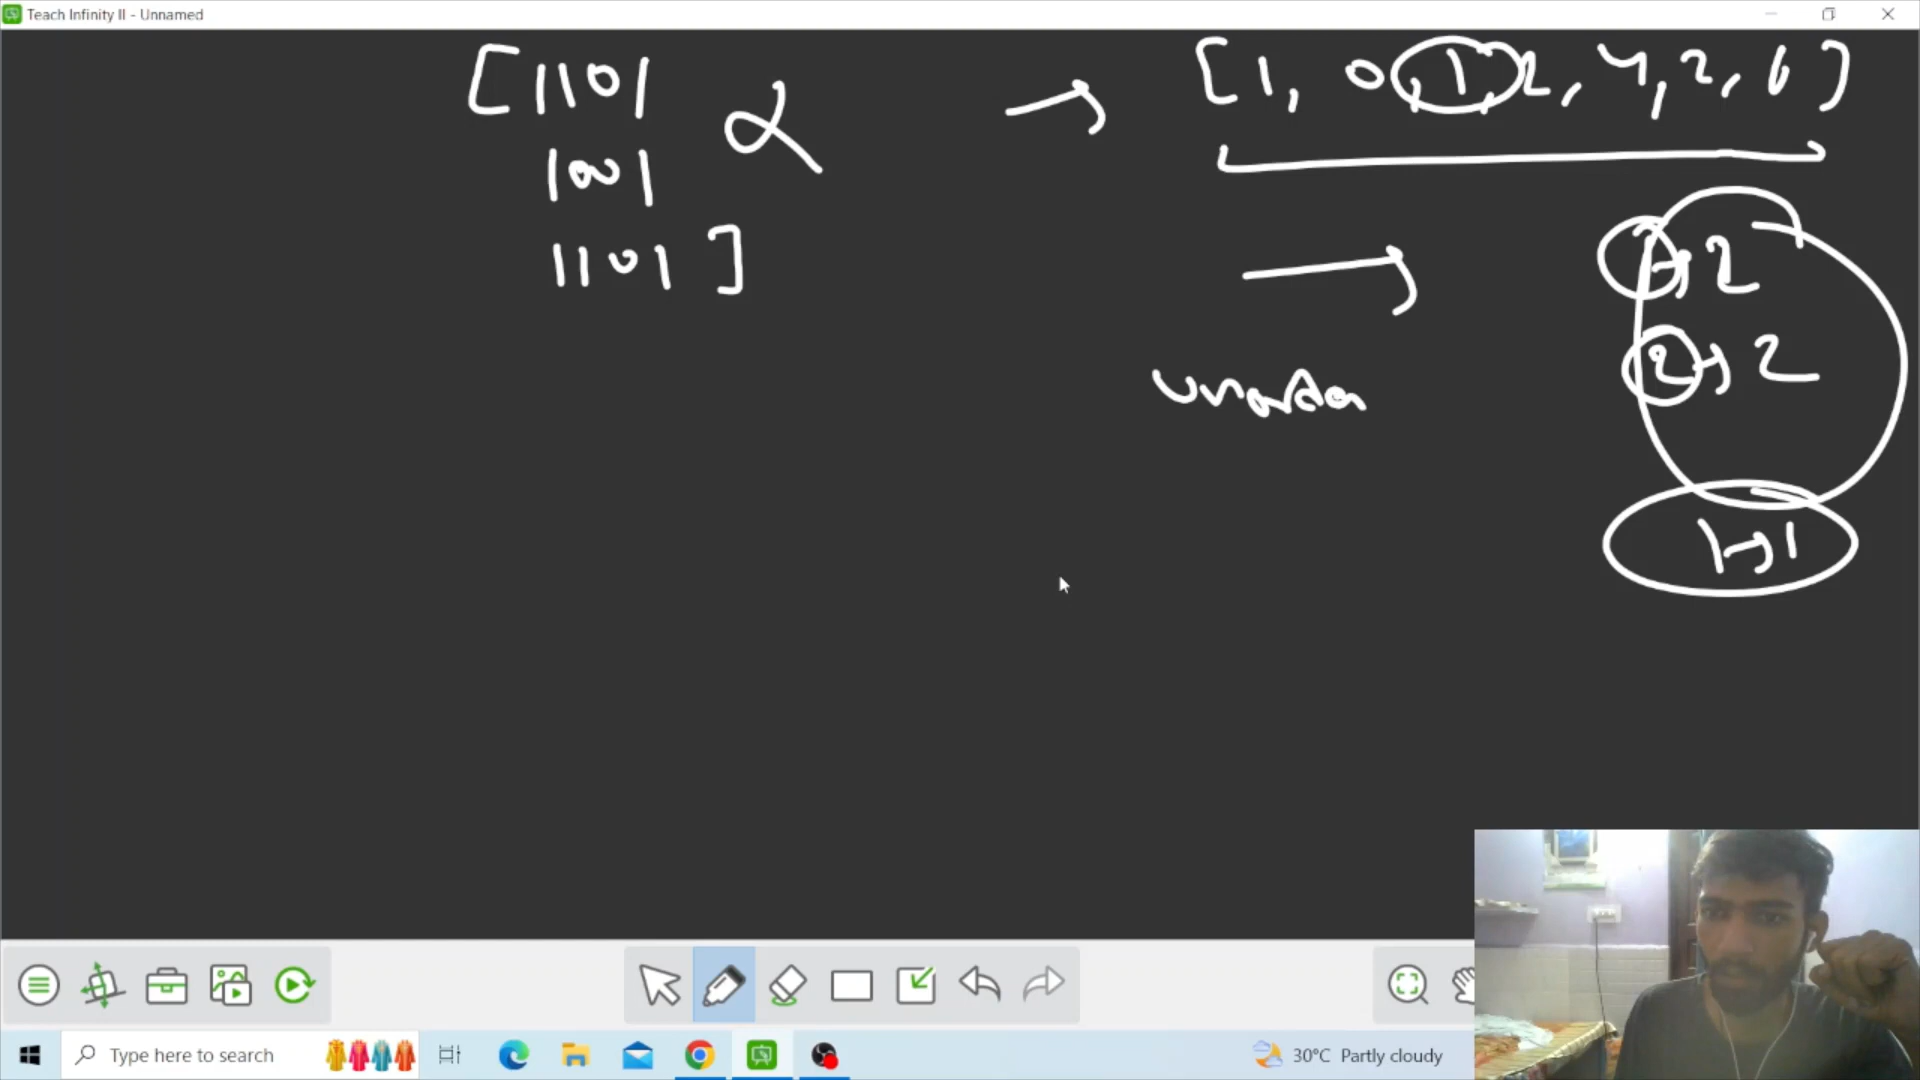 Teach Infinity II - Unnamed
[1101
1001
1101]
α → [1, 0, 1, 2, 4, 2, 6]
→
, 2
2 → 2
1 → 1
Type here to search
30°C Partly cloudy